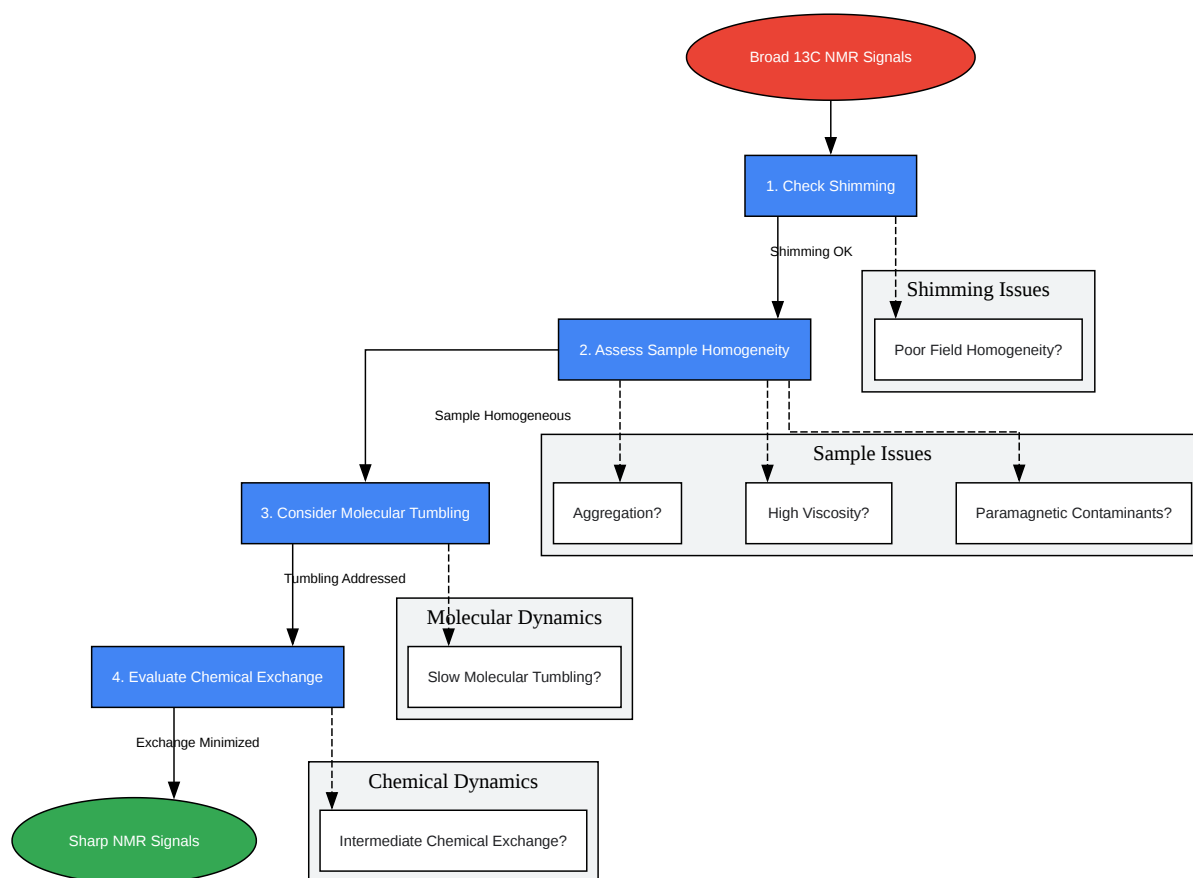 Broad 13C NMR Signals
1. Check Shimming
Shimming OK
Shimming Issues
Poor Field Homogeneity?
2. Assess Sample Homogeneity
Sample Homogeneous
Sample Issues
Aggregation?
High Viscosity?
Paramagnetic Contaminants?
3. Consider Molecular Tumbling
Tumbling Addressed
Molecular Dynamics
Slow Molecular Tumbling?
4. Evaluate Chemical Exchange
Exchange Minimized
Chemical Dynamics
Intermediate Chemical Exchange?
Sharp NMR Signals